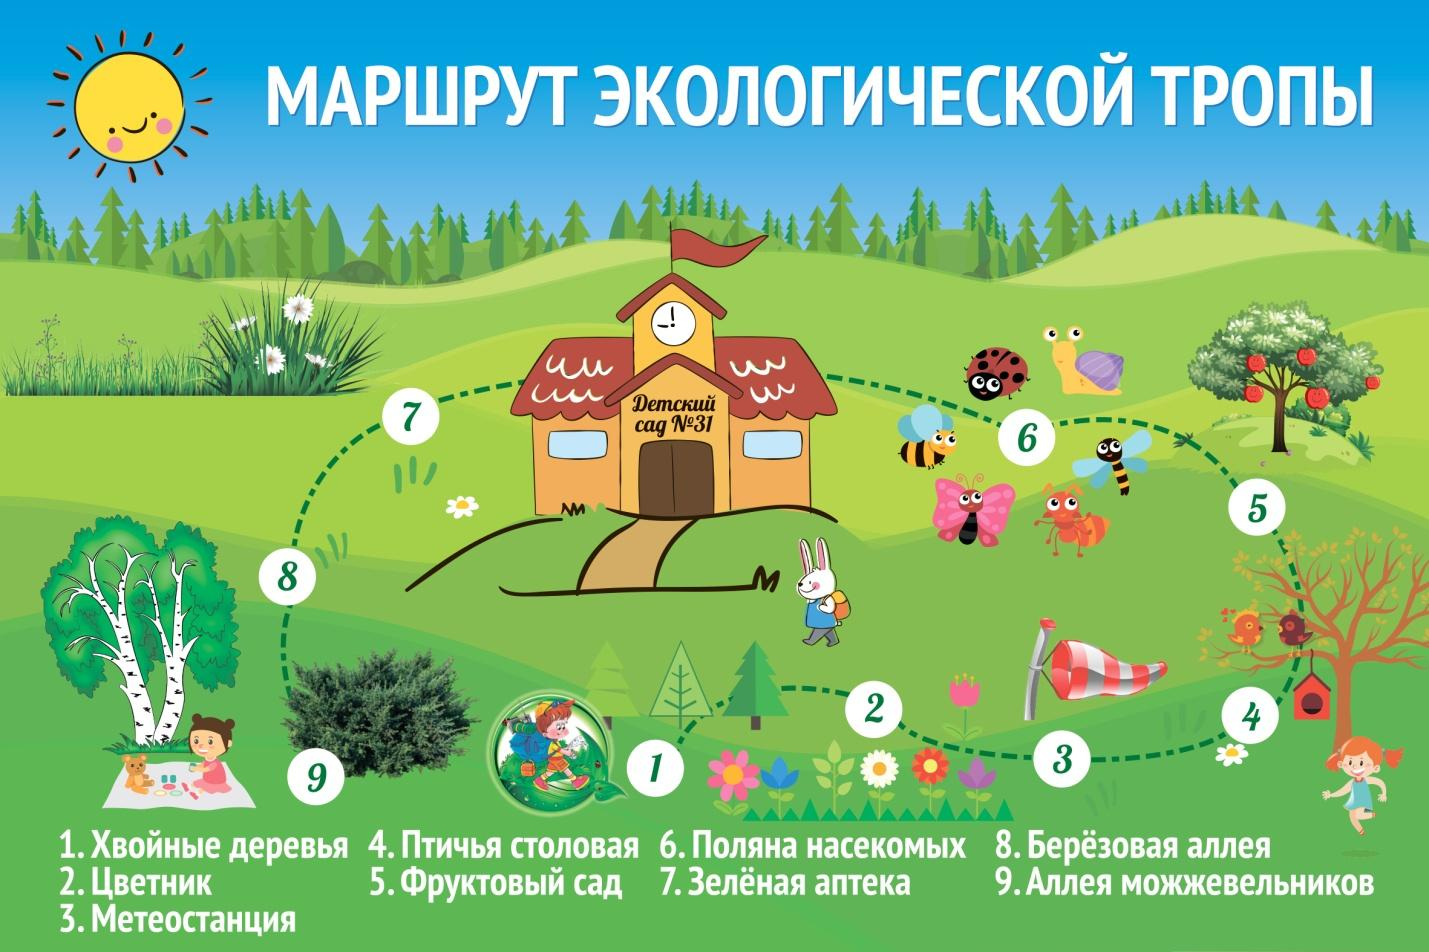 МАРШРУТ ЭКОЛОГИЧЕСКОЙ ТРОПЫ
Детский
сад №31
7
6
5
8
4
2
3
1
9
1. Хвойные деревья
2. Цветник
3. Метеостанция
4. Птичья столовая
5. Фруктовый сад
6. Поляна насекомых
7. Зелёная аптека
8. Берёзовая аллея
9. Аллея можжевельников